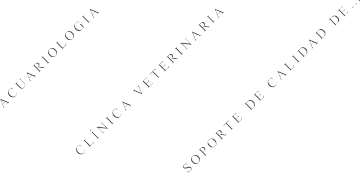 ACUARIOLOGIA
CLÍNICA VETERINARIA
SOPORTE DE CALIDAD DE...